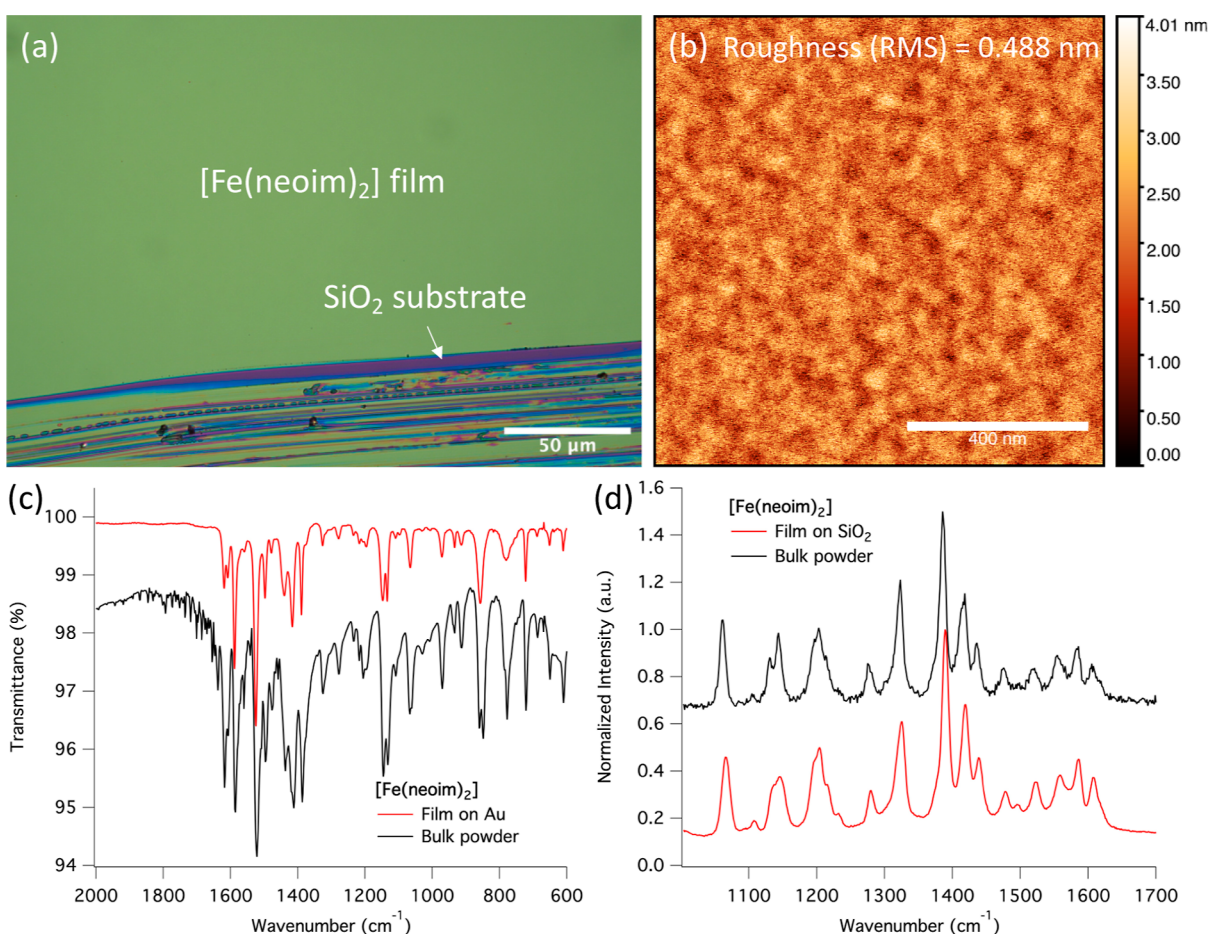 (a)
[Fe(neoim)₂] film
SiO₂ substrate
50 µm
(b) Roughness (RMS) = 0.488 nm
400 nm
4.01 nm
3.50
3.00
2.50
2.00
1.50
1.00
0.50
0.00
(c)
100
99
98
97
96
95
94
Transmittance (%)
[Fe(neoim)₂]
Film on Au
Bulk powder
2000 1800 1600 1400 1200 1000 800 600
Wavenumber (cm⁻¹)
(d)
1.6
1.4
1.2
1.0
0.8
0.6
0.4
0.2
0.0
Normalized Intensity (a.u.)
[Fe(neoim)₂]
Film on SiO₂
Bulk powder
1100 1200 1300 1400 1500 1600 1700
Wavenumber (cm⁻¹)